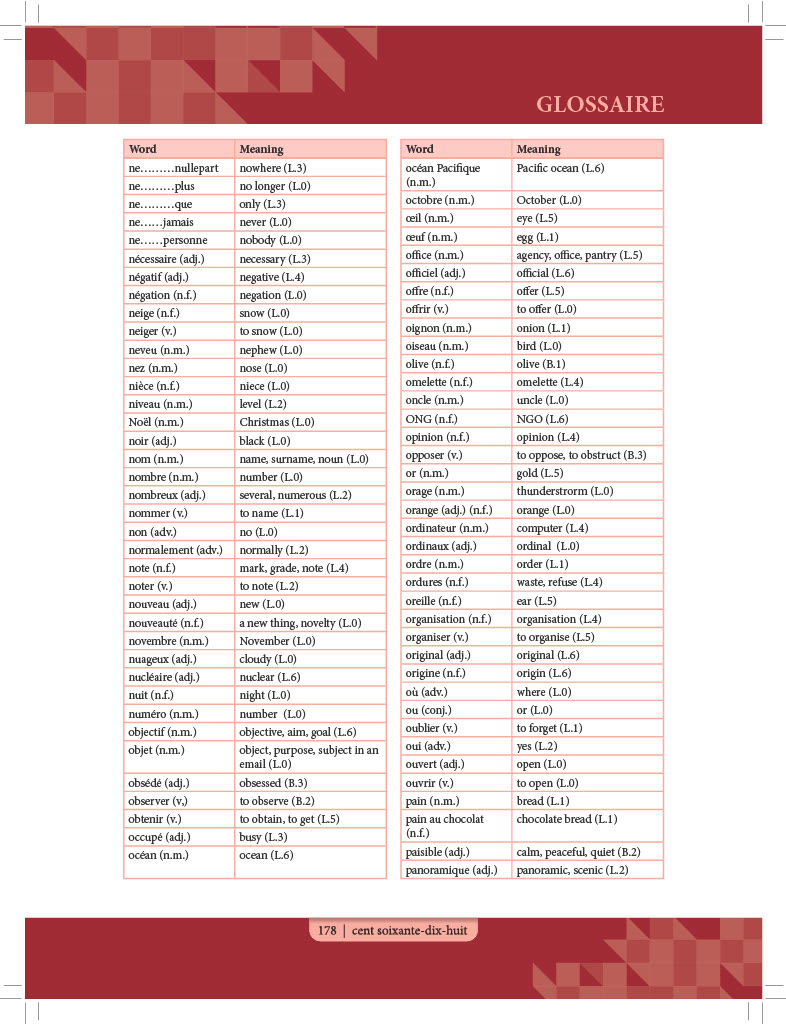 GLOSSAIRE
Word Meaning
ne………nullepart nowhere (L.3)
ne………plus no longer (L.0)
ne………que only (L.3)
ne……jamais never (L.0)
ne……personne nobody (L.0)
nécessaire (adj.) necessary (L.3)
négatif (adj.) negative (L.4)
négation (n.f.) negation (L.0)
neige (n.f.) snow (L.0)
neiger (v.) to snow (L.0)
neveu (n.m.) nephew (L.0)
nez (n.m.) nose (L.0)
nièce (n.f.) niece (L.0)
niveau (n.m.) level (L.2)
Noël (n.m.) Christmas (L.0)
noir (adj.) black (L.0)
nom (n.m.) name, surname, noun (L.0)
nombre (n.m.) number (L.0)
nombreux (adj.) several, numerous (L.2)
nommer (v.) to name (L.1)
non (adv.) no (L.0)
normalement (adv.) normally (L.2)
note (n.f.) mark, grade, note (L.4)
noter (v.) to note (L.2)
nouveau (adj.) new (L.0)
nouveauté (n.f.) a new thing, novelty (L.0)
novembre (n.m.) November (L.0)
nuageux (adj.) cloudy (L.0)
nucléaire (adj.) nuclear (L.6)
nuit (n.f.) night (L.0)
numéro (n.m.) number (L.0)
objectif (n.m.) objective, aim, goal (L.6)
objet (n.m.) object, purpose, subject in an
email (L.0)
obsédé (adj.) obsessed (B.3)
observer (v,) to observe (B.2)
obtenir (v.) to obtain, to get (L.5)
occupé (adj.) busy (L.3)
océan (n.m.) ocean (L.6)
Word Meaning
océan Pacifique Pacific ocean (L.6)
(n.m.)
octobre (n.m.) October (L.0)
œil (n.m.) eye (L.5)
œuf (n.m.) egg (L.1)
office (n.m.) agency, office, pantry (L.5)
officiel (adj.) official (L.6)
offre (n.f.) offer (L.5)
offrir (v.) to offer (L.0)
oignon (n.m.) onion (L.1)
oiseau (n.m.) bird (L.0)
olive (n.f.) olive (B.1)
omelette (n.f.) omelette (L.4)
oncle (n.m.) uncle (L.0)
ONG (n.f.) NGO (L.6)
opinion (n.f.) opinion (L.4)
opposer (v.) to oppose, to obstruct (B.3)
or (n.m.) gold (L.5)
orage (n.m.) thunderstrorm (L.0)
orange (adj.) (n.f.) orange (L.0)
ordinateur (n.m.) computer (L.4)
ordinaux (adj.) ordinal (L.0)
ordre (n.m.) order (L.1)
ordures (n.f.) waste, refuse (L.4)
oreille (n.f.) ear (L.5)
organisation (n.f.) organisation (L.4)
organiser (v.) to organise (L.5)
original (adj.) original (L.6)
origine (n.f.) origin (L.6)
où (adv.) where (L.0)
ou (conj.) or (L.0)
oublier (v.) to forget (L.1)
oui (adv.) yes (L.2)
ouvert (adj.) open (L.0)
ouvrir (v.) to open (L.0)
pain (n.m.) bread (L.1)
pain au chocolat chocolate bread (L.1)
(n.f.)
paisible (adj.) calm, peaceful, quiet (B.2)
panoramique (adj.) panoramic, scenic (L.2)
178 | cent soixante-dix-huit